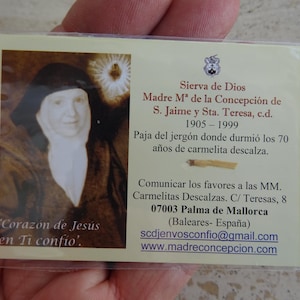 Sierva de Dios
Madre Mª de la Concepción de
S. Jaime y Sta. Teresa, c.d.
1905 – 1999
Paja del jergón donde durmió los 70
años de carmelita descalza.
Comunicar los favores a las MM.
Carmelitas Descalzas. C/ Teresas, 8
07003 Palma de Mallorca
(Baleares- España)
scdjenvosconfio@gmail.com
www.madreconcepcion.com
'Corazón de Jesús
en Ti confio'.